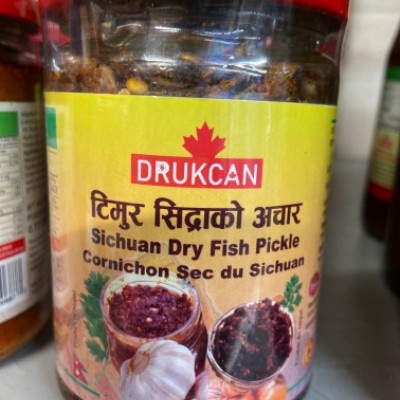 DRUKCAN
टिमुर सिद्राको अचार
Sichuan Dry Fish Pickle
Cornichon Sec du Sichuan